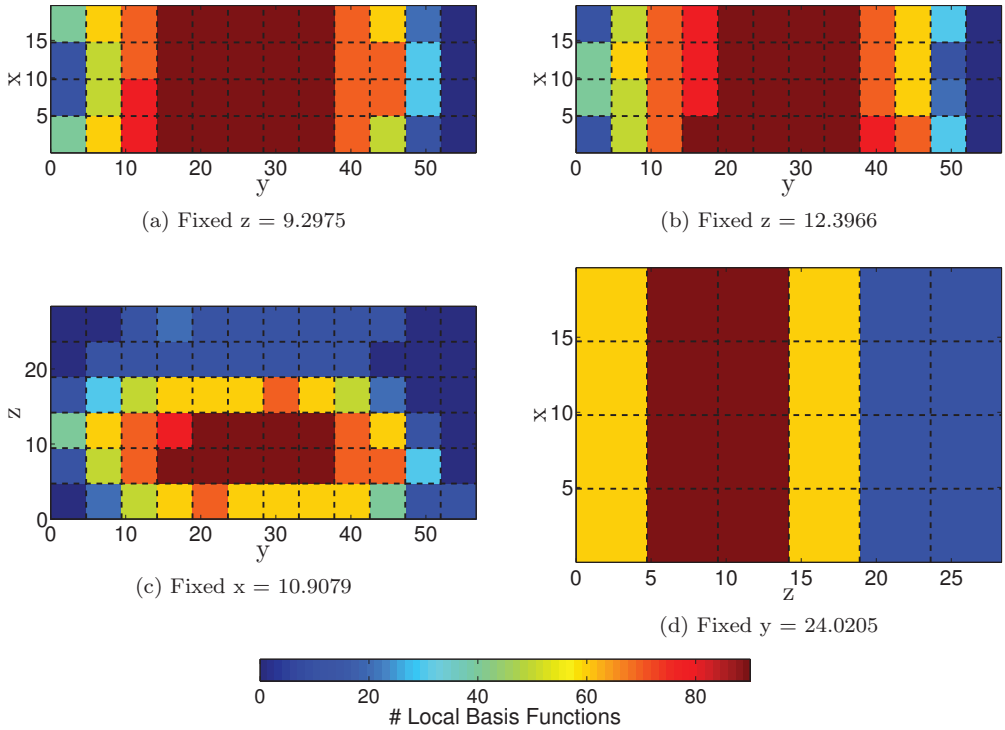 15
10
5
x
0 10 20 30 40 50
y
(a) Fixed z = 9.2975
15
10
5
x
0 10 20 30 40 50
y
(b) Fixed z = 12.3966
20
10
0
z
0 10 20 30 40 50
y
(c) Fixed x = 10.9079
15
10
5
x
0 5 10 15 20 25
z
(d) Fixed y = 24.0205
0 20 40 60 80
# Local Basis Functions